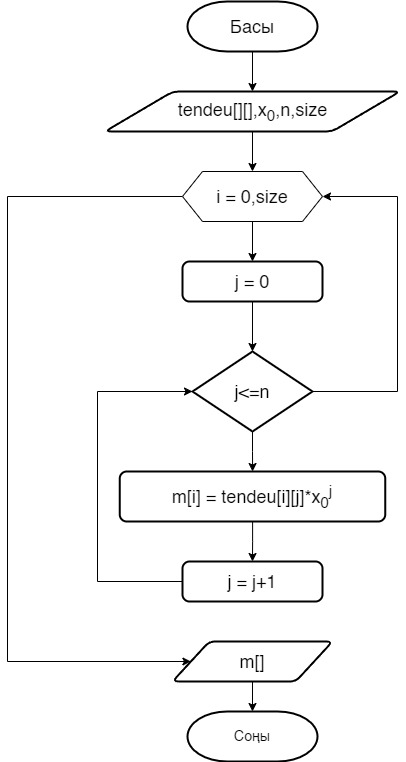 Басы
tendeu[][],x₀,n,size
i = 0,size
j = 0
j<=n
m[i] = tendeu[i][j]*x₀ʲ
j = j+1
m[]
Соңы